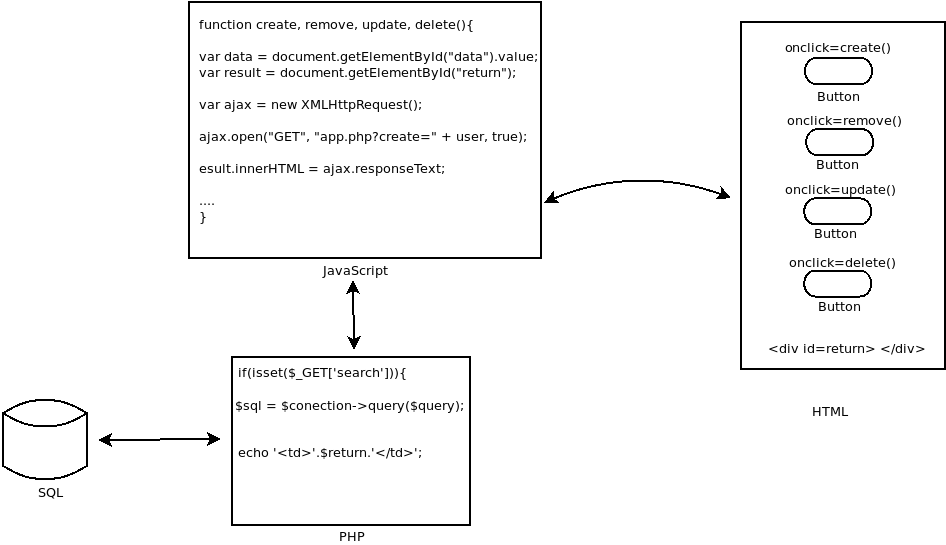 function create, remove, update, delete(){
var data = document.getElementById("data").value;
var result = document.getElementById("return");
var ajax = new XMLHttpRequest();
ajax.open("GET", "app.php?create=" + user, true);
esult.innerHTML = ajax.responseText;
....
}
JavaScript
onclick=create()
Button
onclick=remove()
Button
onclick=update()
Button
onclick=delete()
Button
<div id=return> </div>
HTML
if(isset($_GET['search'])){
$sql = $conection->query($query);
echo '<td>'.$return.'</td>';
PHP
SQL